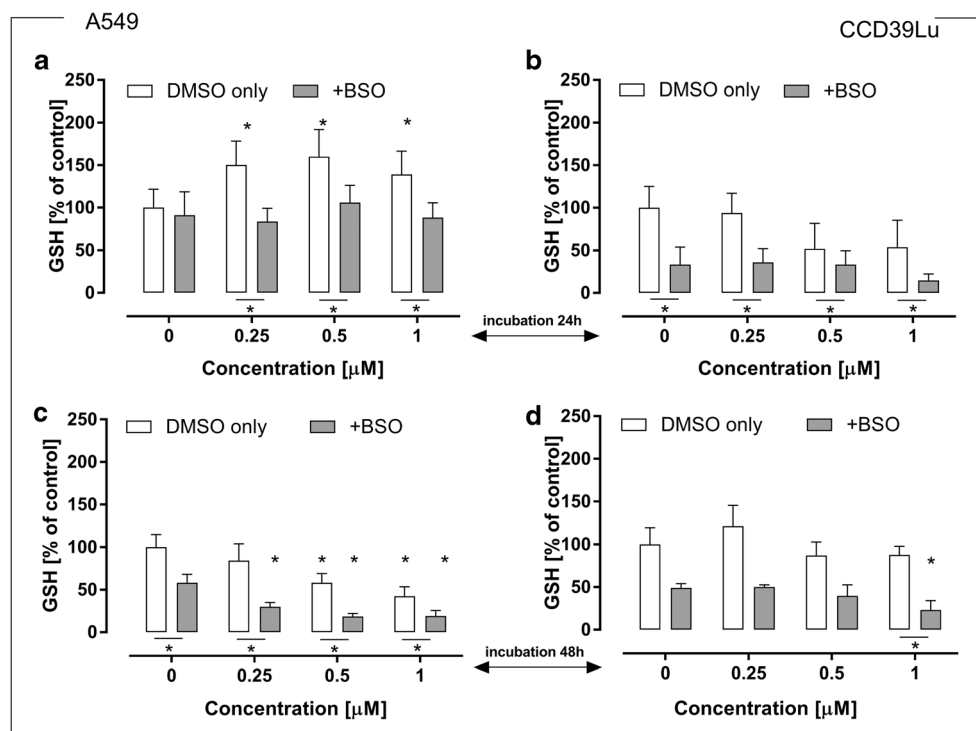 A549
CCD39Lu
a
DMSO only +BSO
250
200
150
100
50
0
GSH [% of control]
* * *
* * *
0 0.25 0.5 1
Concentration [µM]
b
DMSO only +BSO
250
200
150
100
50
0
GSH [% of control]
* * * *
0 0.25 0.5 1
Concentration [µM]
incubation 24h
c
DMSO only +BSO
250
200
150
100
50
0
GSH [% of control]
* * * * *
* * * *
0 0.25 0.5 1
Concentration [µM]
d
DMSO only +BSO
250
200
150
100
50
0
GSH [% of control]
*
*
0 0.25 0.5 1
Concentration [µM]
incubation 48h